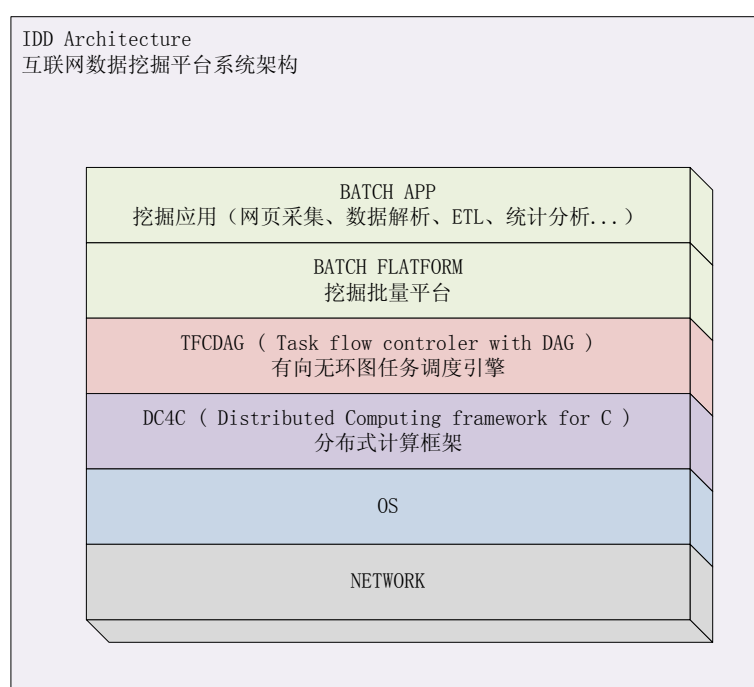 IDD Architecture
互联网数据挖掘平台系统架构
BATCH APP
挖掘应用（网页采集、数据解析、ETL、统计分析...）
BATCH FLATFORM
挖掘批量平台
TFCDAG ( Task flow controler with DAG )
有向无环图任务调度引擎
DC4C ( Distributed Computing framework for C )
分布式计算框架
OS
NETWORK